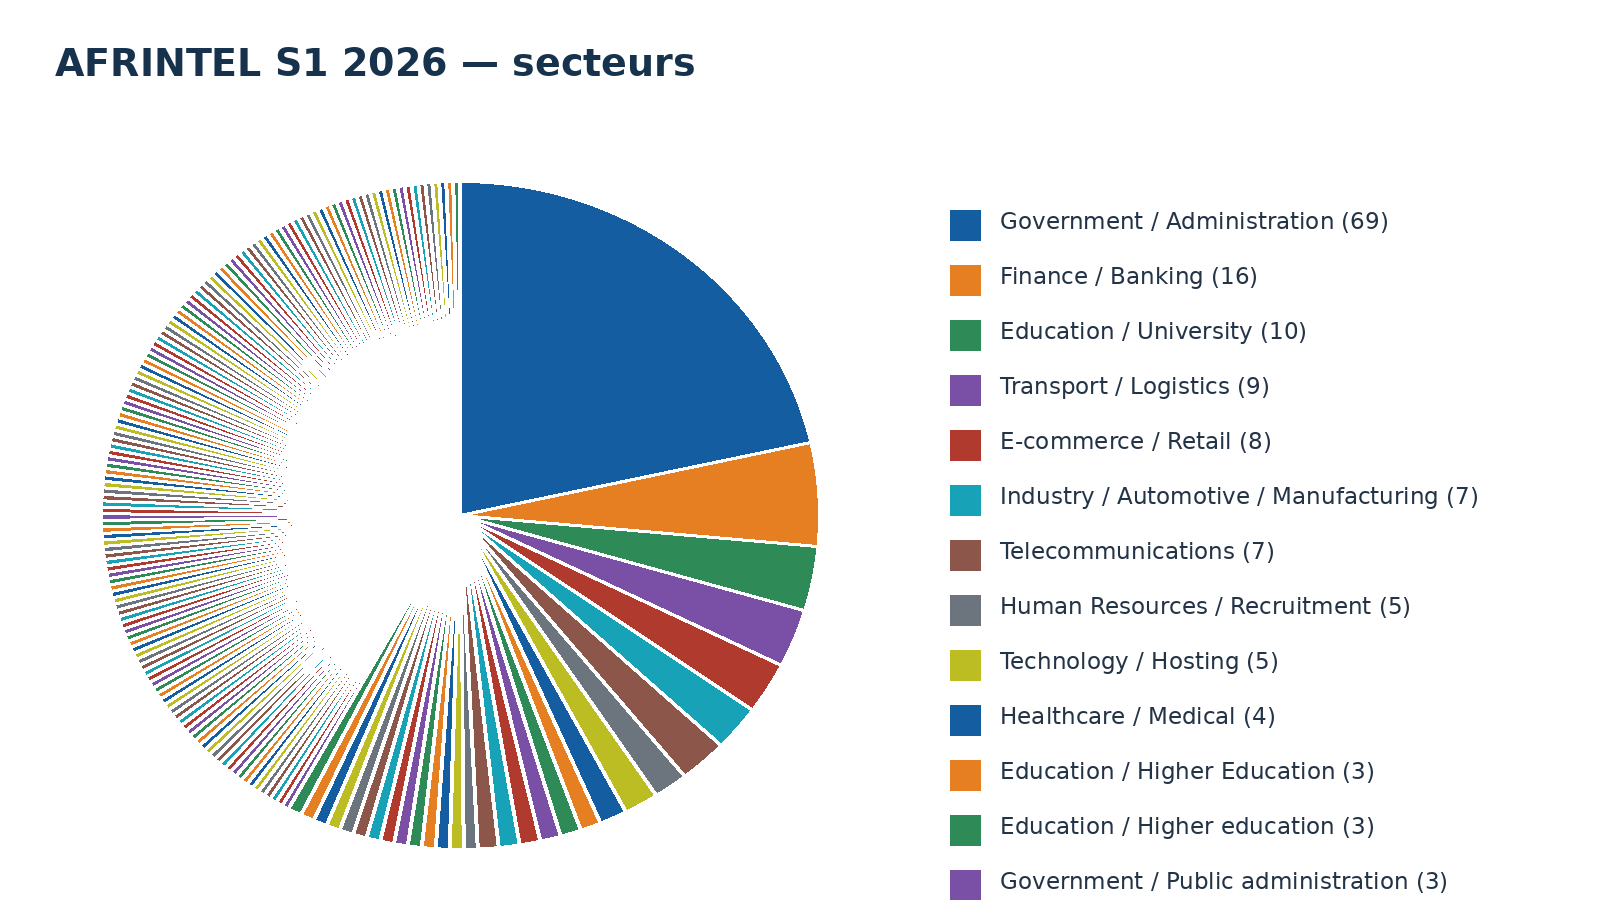 AFRINTEL S1 2026 — secteurs
Government / Administration (69)
Finance / Banking (16)
Education / University (10)
Transport / Logistics (9)
E-commerce / Retail (8)
Industry / Automotive / Manufacturing (7)
Telecommunications (7)
Human Resources / Recruitment (5)
Technology / Hosting (5)
Healthcare / Medical (4)
Education / Higher Education (3)
Education / Higher education (3)
Government / Public administration (3)